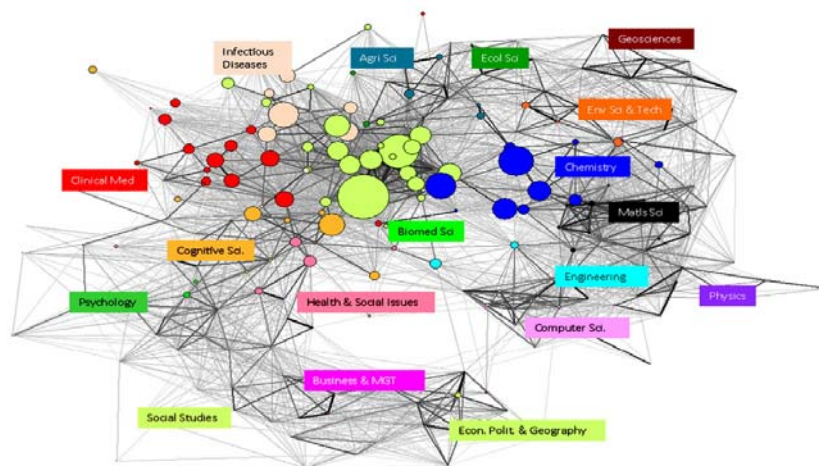 Geosciences
Infectious
Diseases
Agri Sci
Ecol Sci
Env Sci & Tech
Chemistry
Clinical Med
Matls Sci
Biomed Sci
Cognitive Sci.
Engineering
Physics
Psychology
Health & Social Issues
Computer Sci.
Business & MGT
Social Studies
Econ. Polit. & Geography